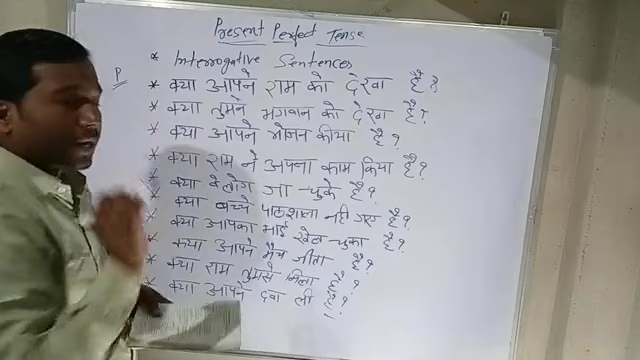 Present Perfect Tense
* Interrogative Sentences
P
* क्या आपने राम को देखा है?
* क्या तुमने भगवान को देखा है?
* क्या आपने भोजन कीया है?
* क्या राम ने अपना काम किया है?
* क्या वे लोग जा चुके है?
* क्या बच्चे पाठशाला नही गए है?
* क्या आपका भाई खेल चुका है?
* क्या आपने मैच जीता है?
* क्या राम तुमसे मिला है?
* क्या आपने दवा ली है?